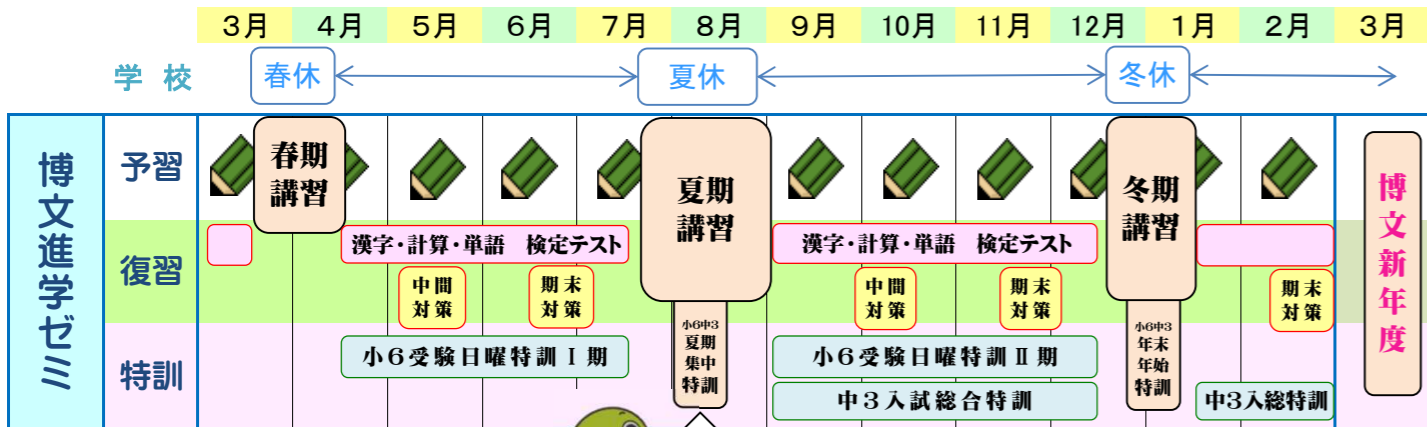 3月 4月 5月 6月 7月 8月 9月 10月 11月 12月 1月 2月 3月
学校 春休 夏休 冬休
博文進学ゼミ
予習
春期
講習
夏期
講習
冬期
講習
博文新年度
復習
漢字・計算・単語 検定テスト
漢字・計算・単語 検定テスト
中間
対策
期末
対策
中間
対策
期末
対策
期末
対策
特訓
小6受験日曜特訓Ⅰ期
小6中3
夏期
集中
特訓
小6受験日曜特訓Ⅱ期
中3入試総合特訓
小6中3
年末
年始
特訓
中3入総特訓